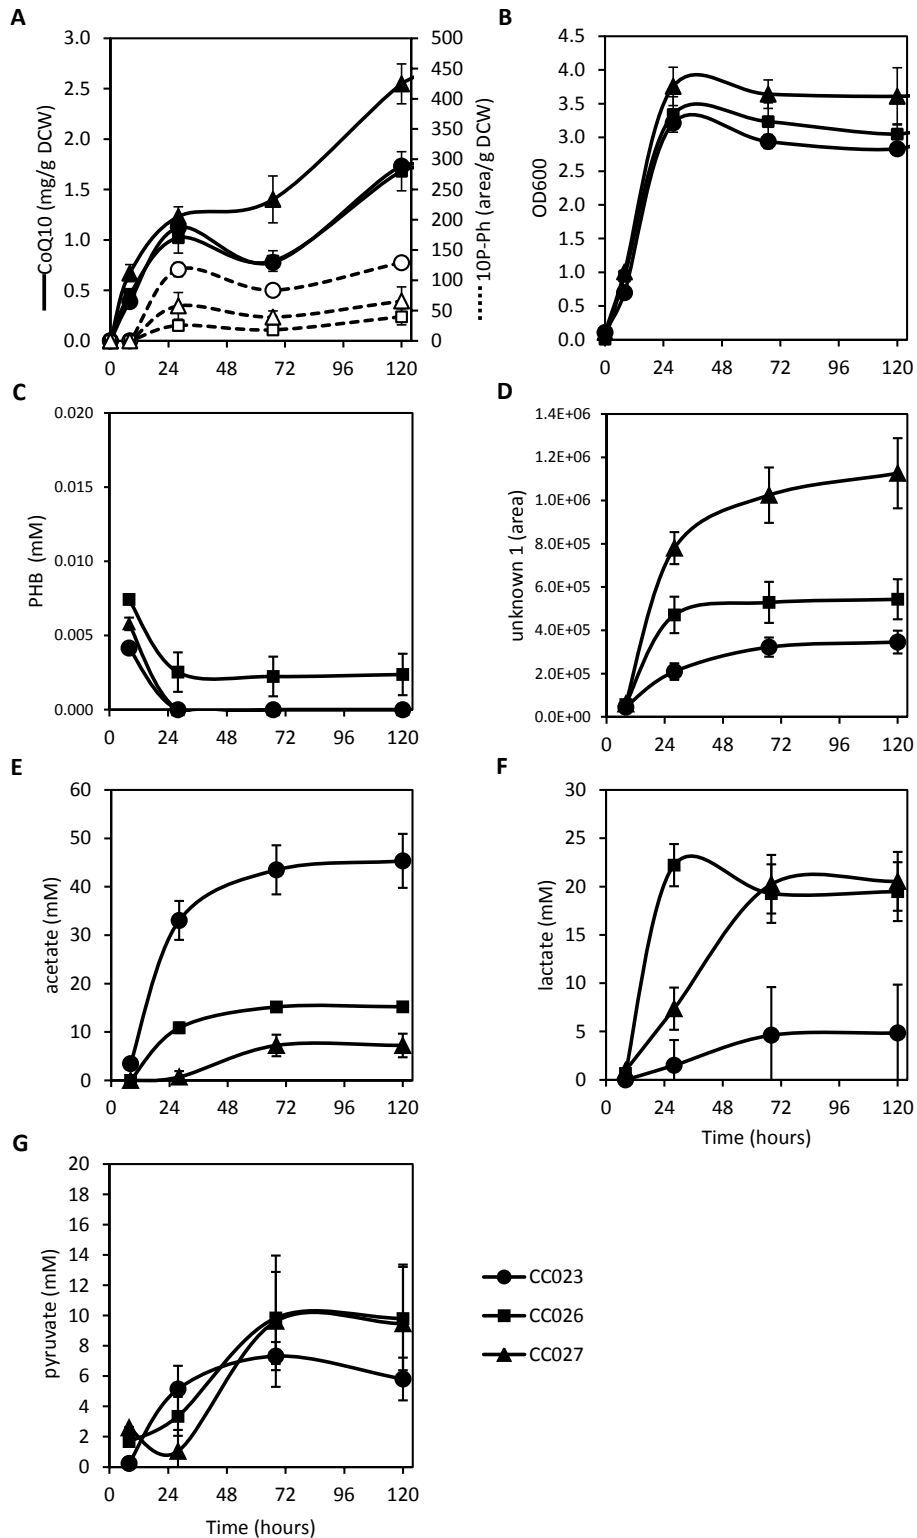 A
3.0
2.5
2.0
1.5
1.0
0.5
0.0
CoQ10 (mg/g DCW)
500
450
400
350
300
250
200
150
100
50
0
10P-Ph (area/g DCW)
0 24 48 72 96 120
B
4.5
4.0
3.5
3.0
2.5
2.0
1.5
1.0
0.5
0.0
OD600
0 24 48 72 96 120
C
0.020
0.015
0.010
0.005
0.000
PHB (mM)
0 24 48 72 96 120
D
1.4E+06
1.2E+06
1.0E+06
8.0E+05
6.0E+05
4.0E+05
2.0E+05
0.0E+00
unknown 1 (area)
0 24 48 72 96 120
E
60
50
40
30
20
10
0
acetate (mM)
0 24 48 72 96 120
F
30
25
20
15
10
5
0
lactate (mM)
0 24 48 72 96 120
Time (hours)
G
20
18
16
14
12
10
8
6
4
2
0
pyruvate (mM)
0 24 48 72 96 120
Time (hours)
CC023
CC026
CC027